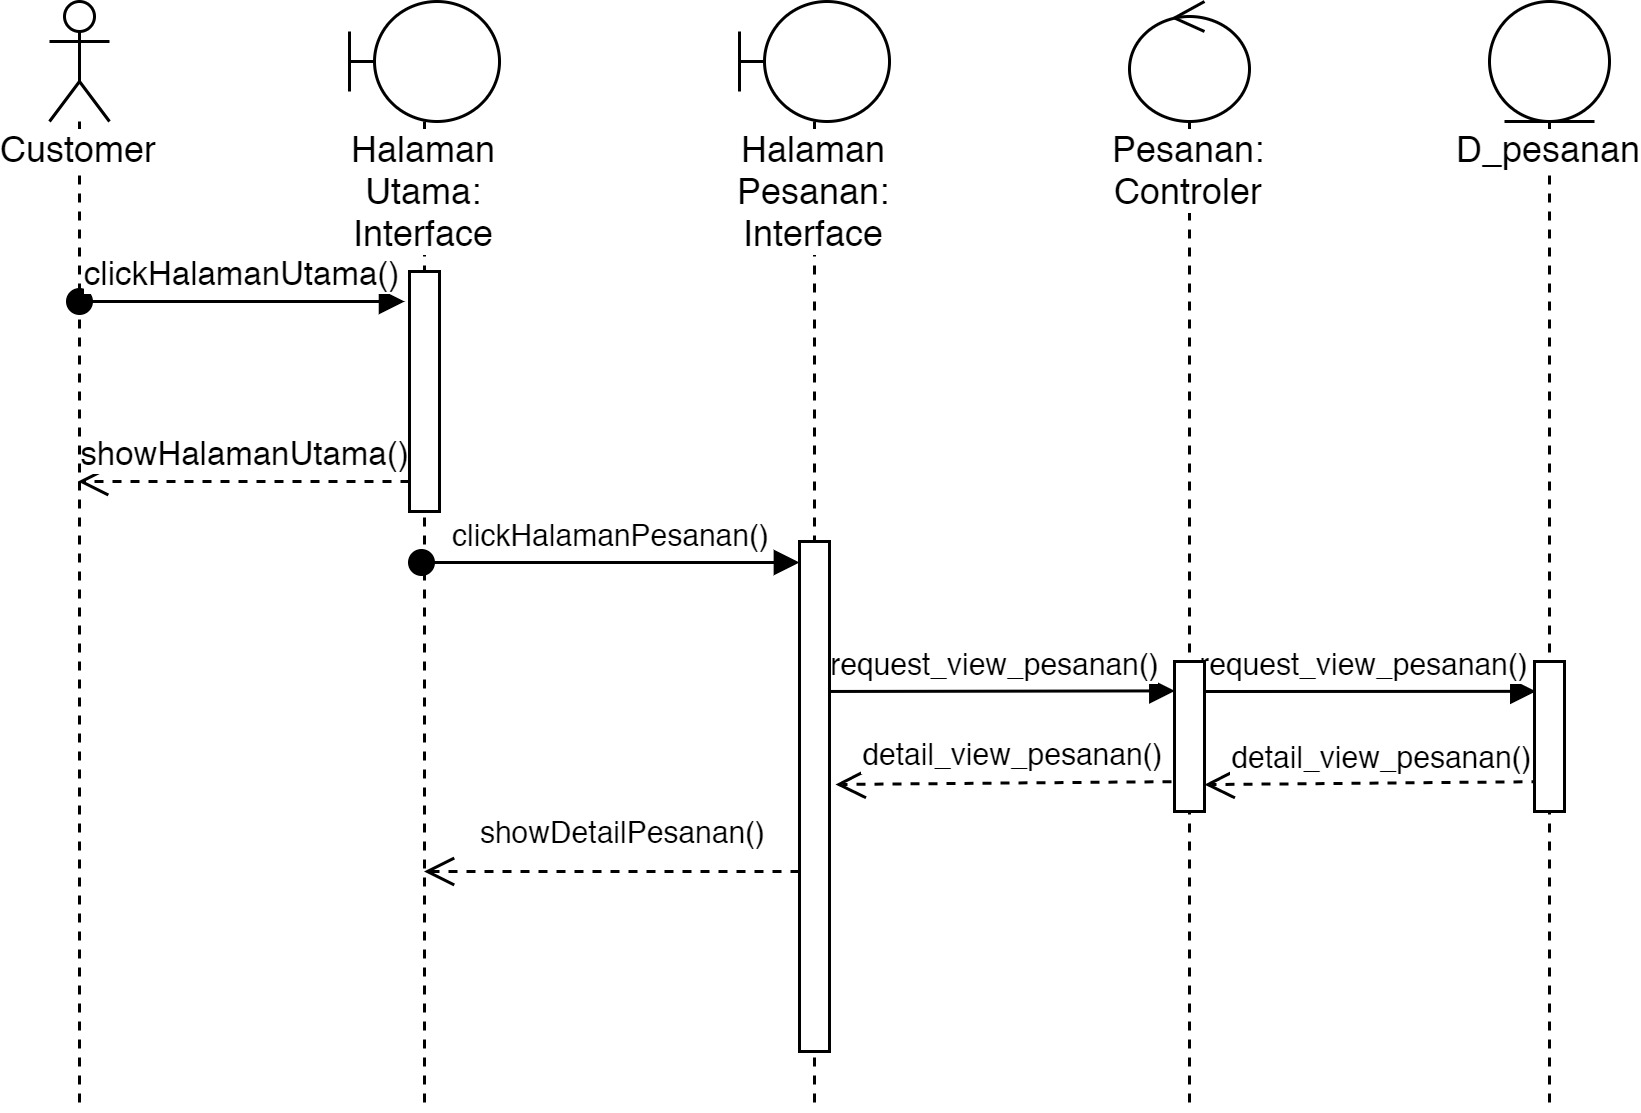 Customer
Halaman
Utama:
Interface
Halaman
Pesanan:
Interface
Pesanan:
Controler
D_pesanan
clickHalamanUtama()
showHalamanUtama()
clickHalamanPesanan()
request_view_pesanan()
request_view_pesanan()
detail_view_pesanan()
detail_view_pesanan()
showDetailPesanan()